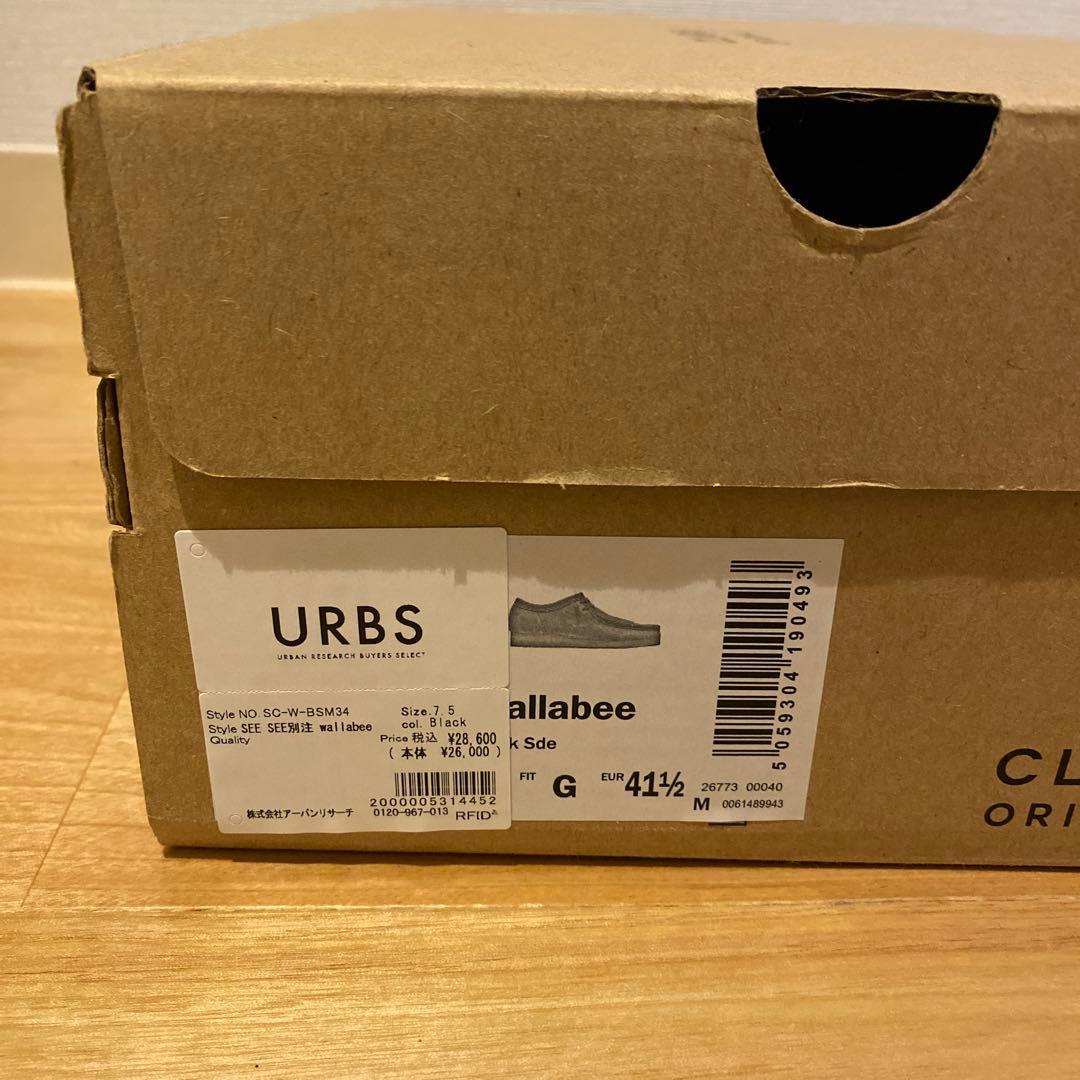 URBS
URBAN RESEARCH BUYERS SELECT
Style NO. SC-W-BSM34 Size.7.5
col. Black
Style SEE SEE別注 wallabee
Quality
Price 税込 ¥28,600
( 本体 ¥26,000 )
2000005314452
株式会社アーバンリサーチ 0120-967-013 RFID
allabee
k Sde
FIT G EUR 41½
M
26773 00040
0061489943
5 059304 190493
CL
ORI